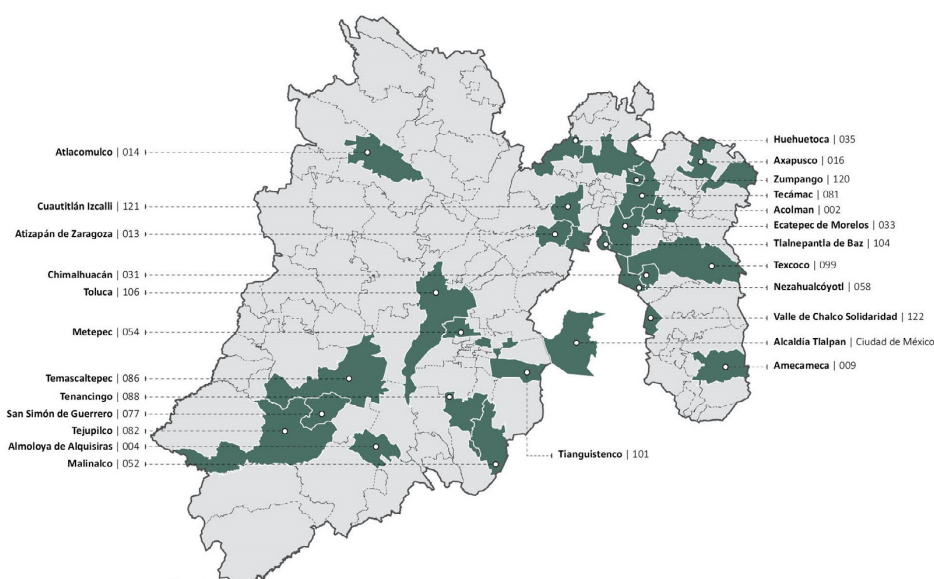 Atlacomulco | 014
Cuautitlán Izcalli | 121
Atizapán de Zaragoza | 013
Chimalhuacán | 031
Toluca | 106
Metepec | 054
Temascaltepec | 086
Tenancingo | 088
San Simón de Guerrero | 077
Tejupilco | 082
Almoloya de Alquisiras | 004
Malinalco | 052
Huehuetoca | 035
Axapusco | 016
Zumpango | 120
Tecámac | 081
Acolman | 002
Ecatepec de Morelos | 033
Tlalnepantla de Baz | 104
Texcoco | 099
Nezahualcóyotl | 058
Valle de Chalco Solidaridad | 122
Alcaldía Tlalpan | Ciudad de México
Amecameca | 009
Tianguistenco | 101